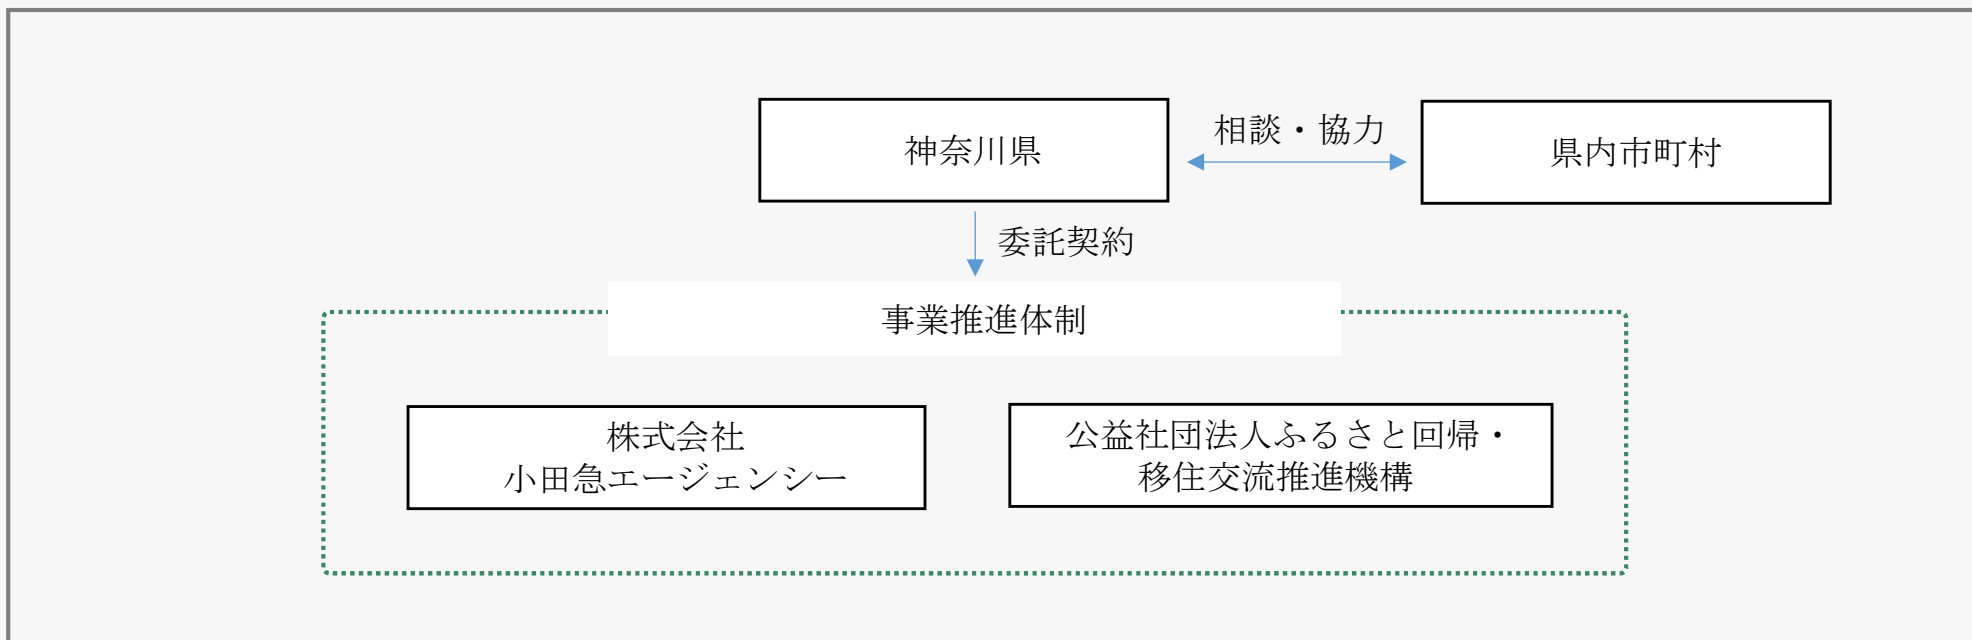 神奈川県
相談・協力
県内市町村
委託契約
事業推進体制
株式会社
小田急エージェンシー
公益社団法人ふるさと回帰・
移住交流推進機構